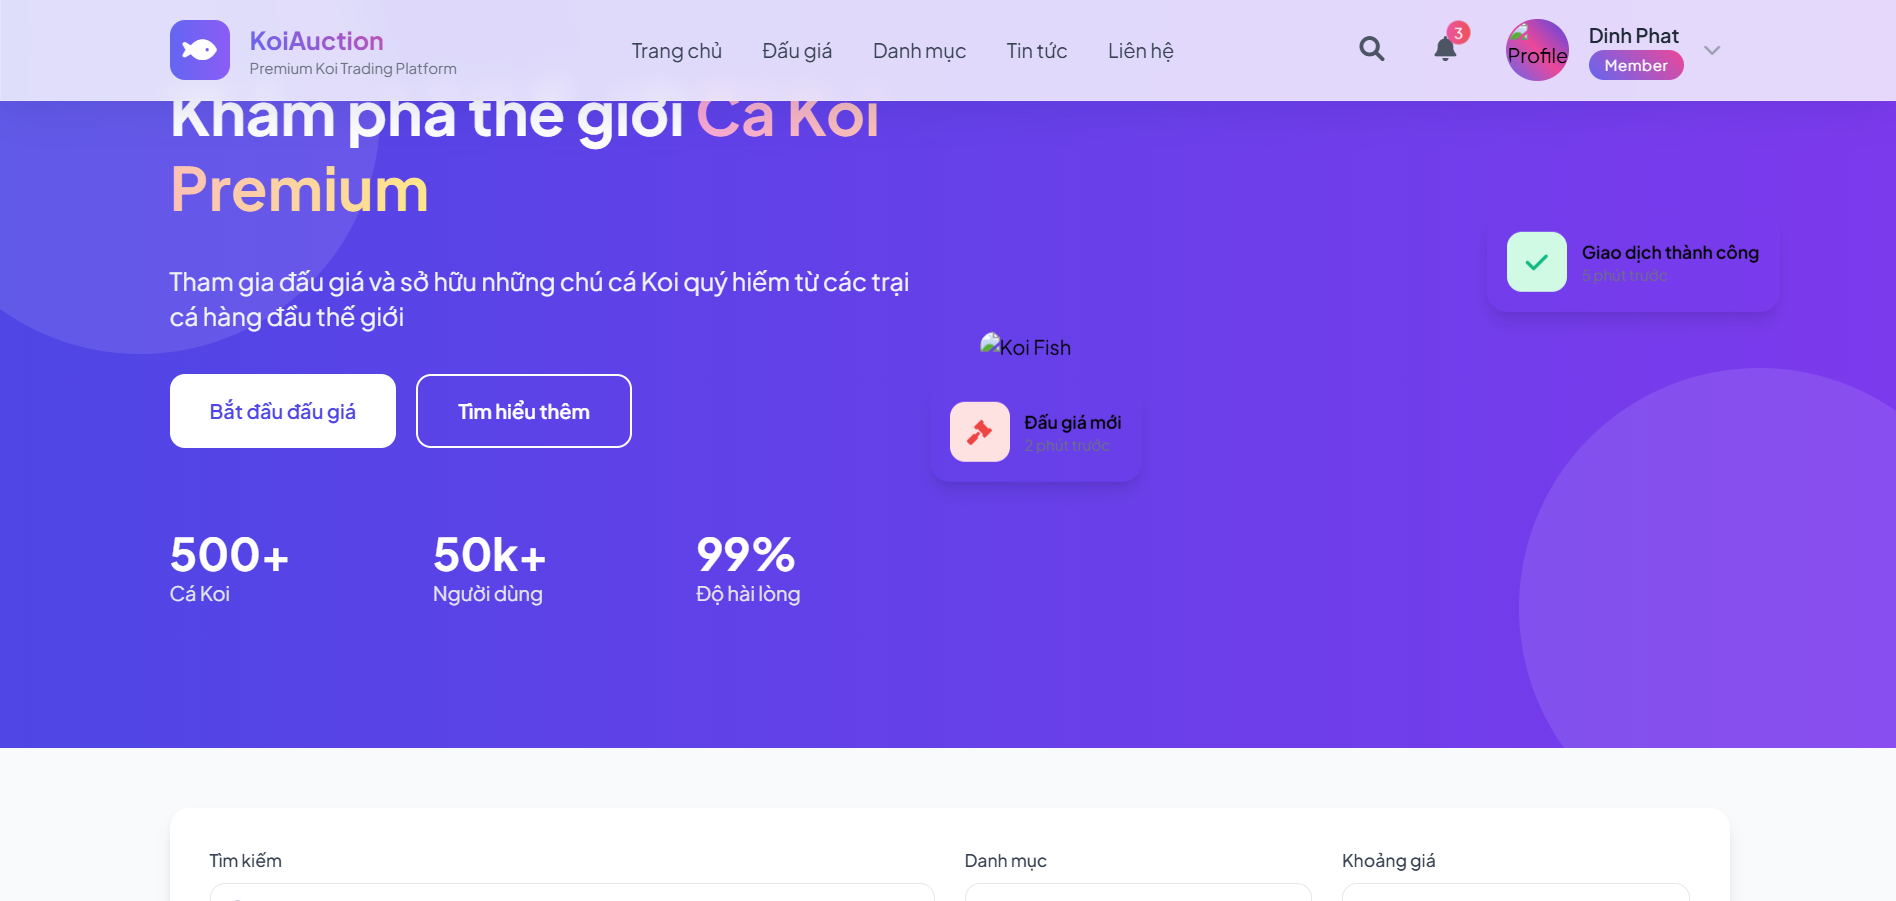 KoiAuction
Premium Koi Trading Platform
Trang chủ
Đấu giá
Danh mục
Tin tức
Liên hệ
3
Profile
Dinh Phat
Member
Khám phá thế giới Cá Koi
Premium
Tham gia đấu giá và sở hữu những chú cá Koi quý hiếm từ các trại
cá hàng đầu thế giới
Bắt đầu đấu giá
Tìm hiểu thêm
500+
Cá Koi
50k+
Người dùng
99%
Độ hài lòng
Giao dịch thành công
5 phút trước
Koi Fish
Đấu giá mới
2 phút trước
Tìm kiếm
Danh mục
Khoảng giá